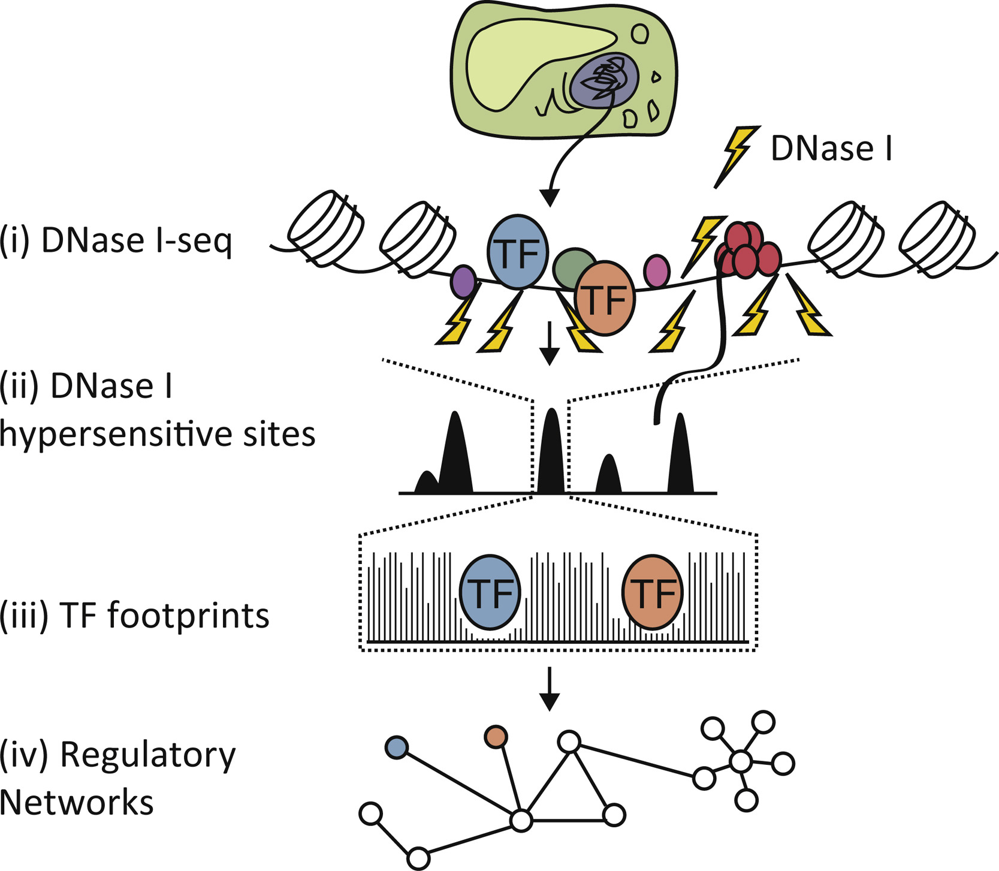 DNase I
(i) DNase I-seq
TF
TF
(ii) DNase I
hypersensitive sites
TF
TF
(iii) TF footprints
(iv) Regulatory
Networks